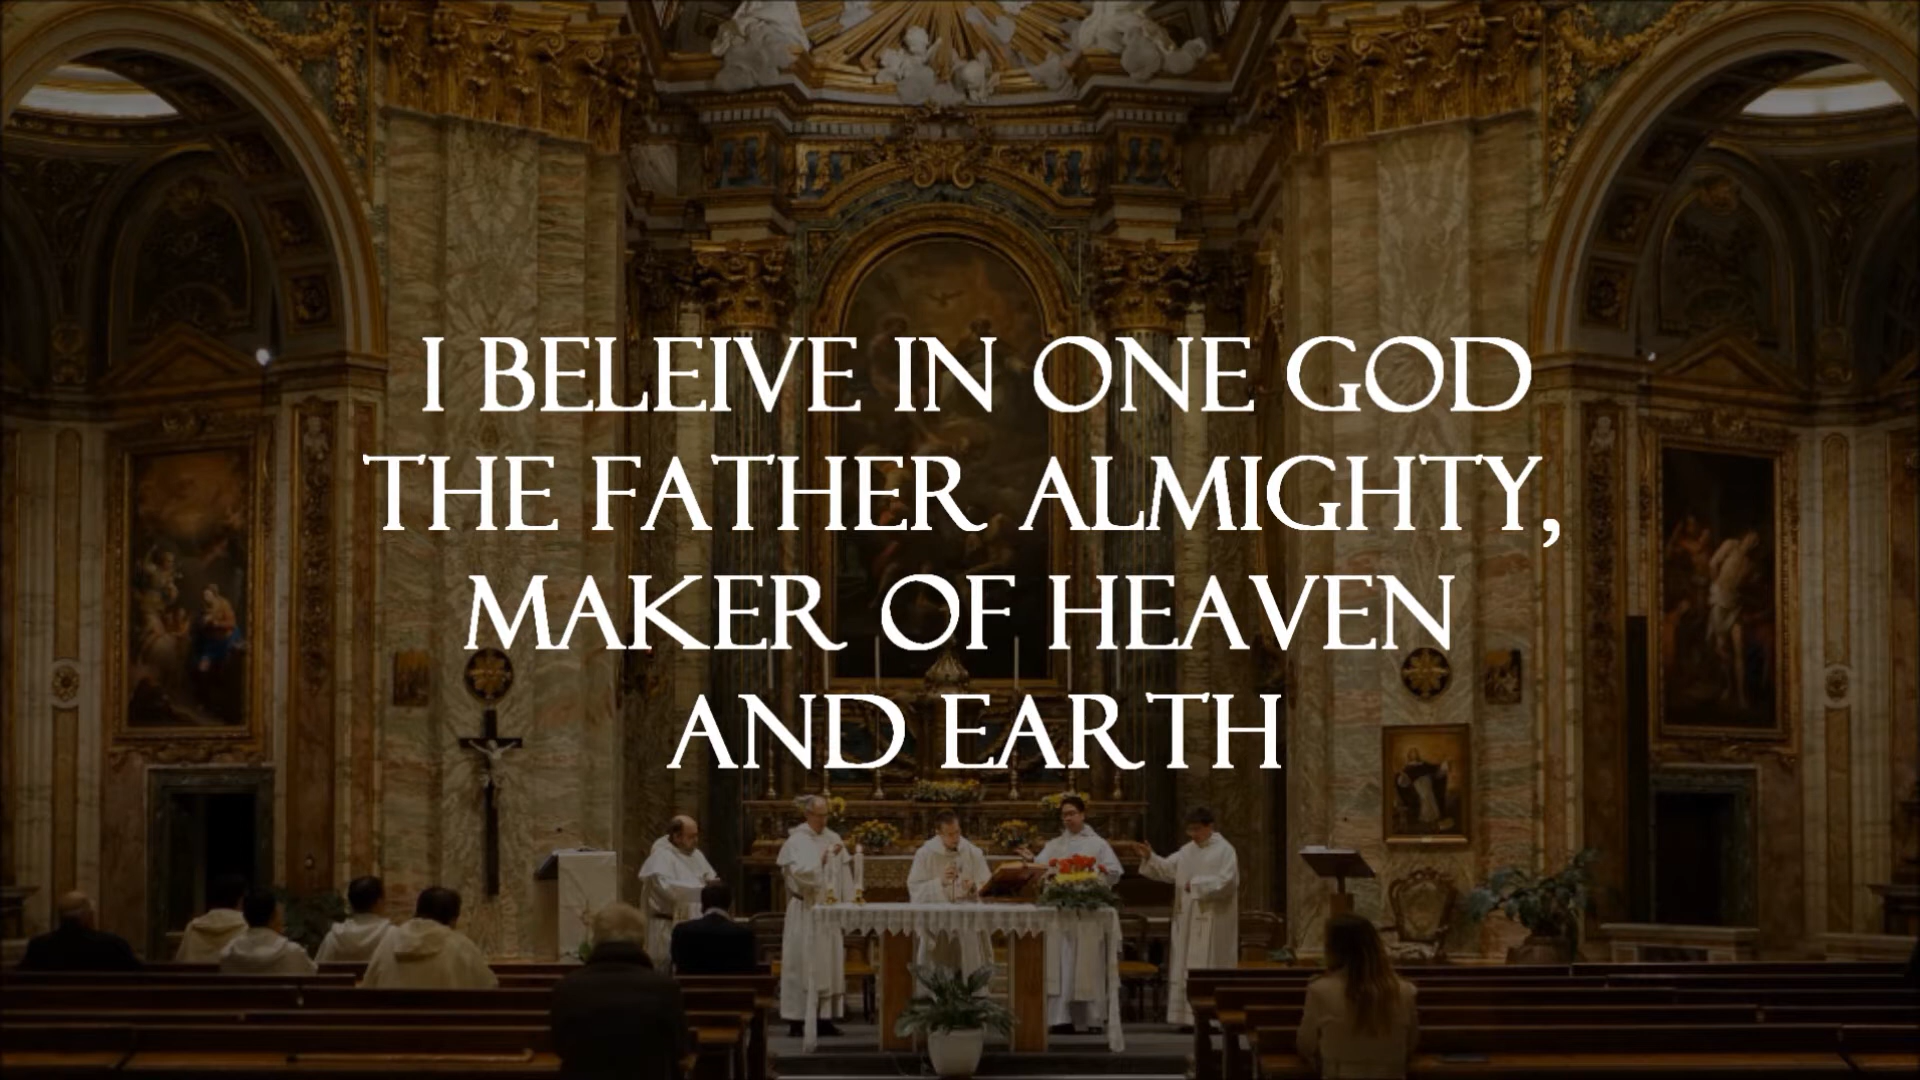 I BELEIVE IN ONE GOD
THE FATHER ALMIGHTY,
MAKER OF HEAVEN
AND EARTH